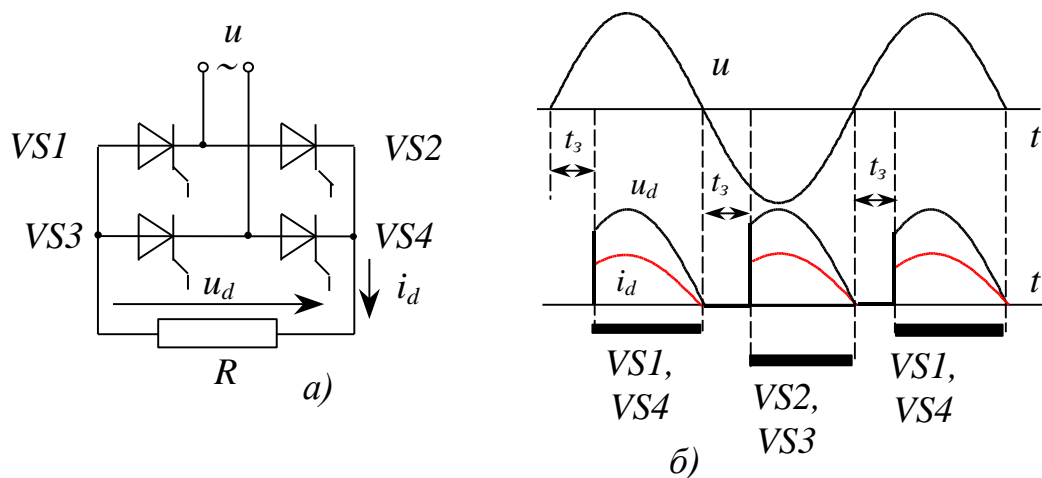 u
~
VS1
VS2
VS3
VS4
u_d
i_d
R
а)
u
t
t_з
t_з
t_з
u_d
i_d
t
VS1,
VS4
VS2,
VS3
VS1,
VS4
б)